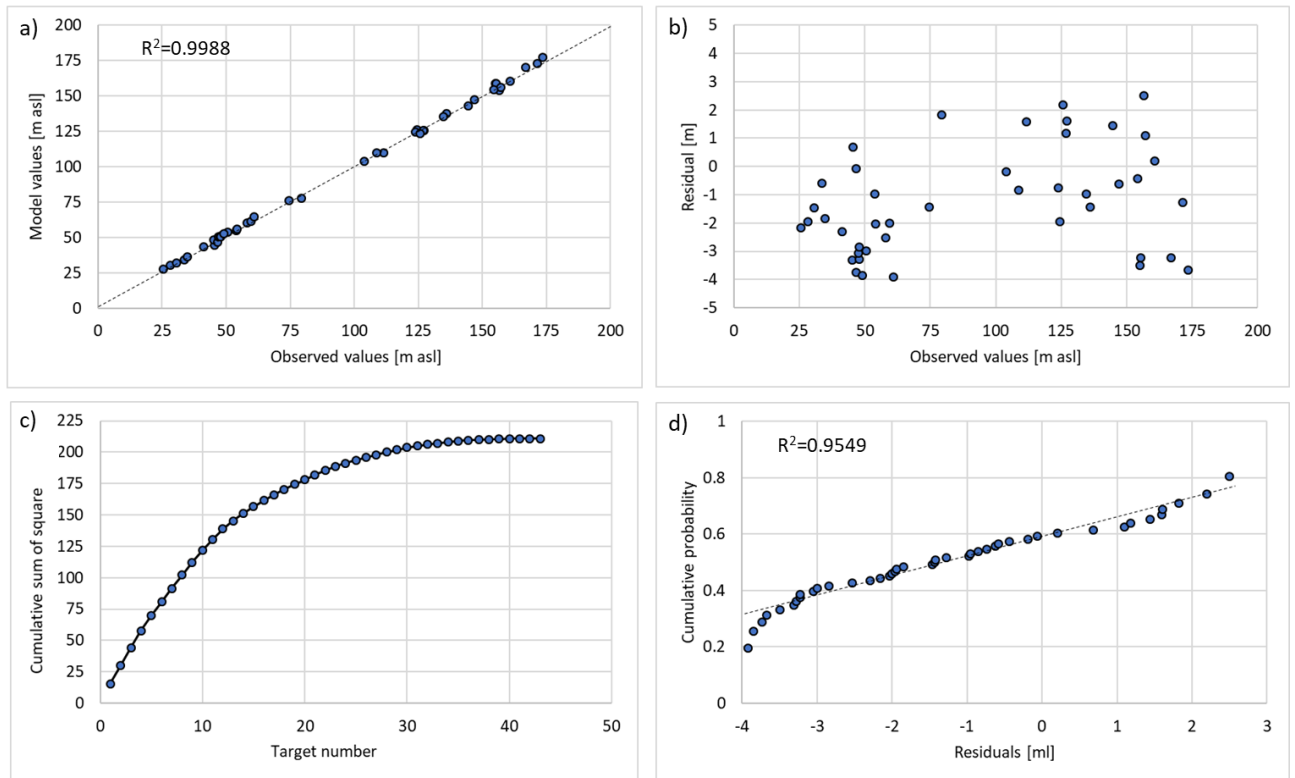 a)
R²=0.9988
Model values [m asl]
200
175
150
125
100
75
50
25
0
0 25 50 75 100 125 150 175 200
Observed values [m asl]
b)
Residual [m]
5
4
3
2
1
0
-1
-2
-3
-4
-5
0 25 50 75 100 125 150 175 200
Observed values [m asl]
c)
Cumulative sum of square
225
200
175
150
125
100
75
50
25
0
0 10 20 30 40 50
Target number
d)
R²=0.9549
Cumulative probability
1
0.8
0.6
0.4
0.2
0
-4 -3 -2 -1 0 1 2 3
Residuals [ml]